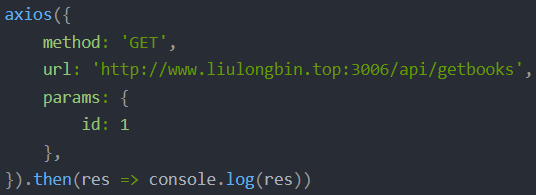 axios({
    method: 'GET',
    url: 'http://www.liulongbin.top:3006/api/getbooks',
    params: {
        id: 1
    },
}).then(res => console.log(res))